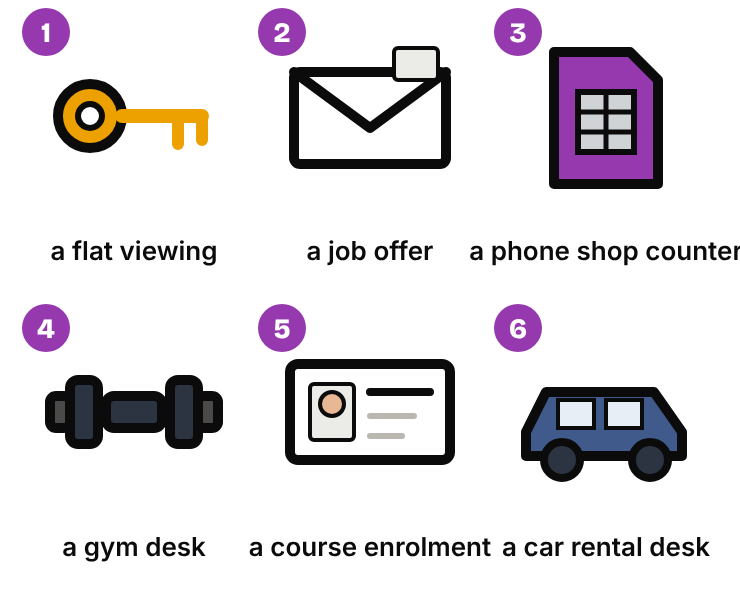 1 2 3
a flat viewing a job offer a phone shop counter
4 5 6
a gym desk a course enrolment a car rental desk